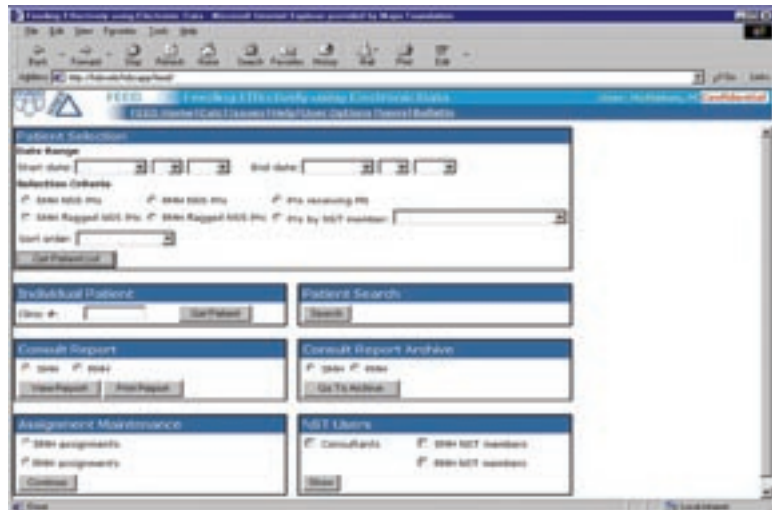 Feeding Effectively using Electronic Data - Microsoft Internet Explorer provided by Mayo Foundation
File Edit View Favorites Tools Help
Back Forward Stop Refresh Home Search Favorites History Mail Print Edit
Address
Links
FEED Feeding Effectively using Electronic Data
Confidential
FEED Home
Help User Options
Bulletin
Patient Selection
Date Range
Start date: End date:
Selection Criteria
SMH NSS Pts RMH NSS Pts Pts receiving PN
SMH Flagged NSS Pts RMH Flagged NSS Pts Pts by NST member:
Sort order:
Get Patient List
Individual Patient Patient Search
Clinic #: Get Patient Search
Consult Report Consult Report Archive
SMH RMH SMH RMH
View Report Print Report Go To Archive
Assignment Maintenance NST Users
SMH assignments Consultants SMH NST members
RMH assignments RMH NST members
Continue Show
Done Local intranet